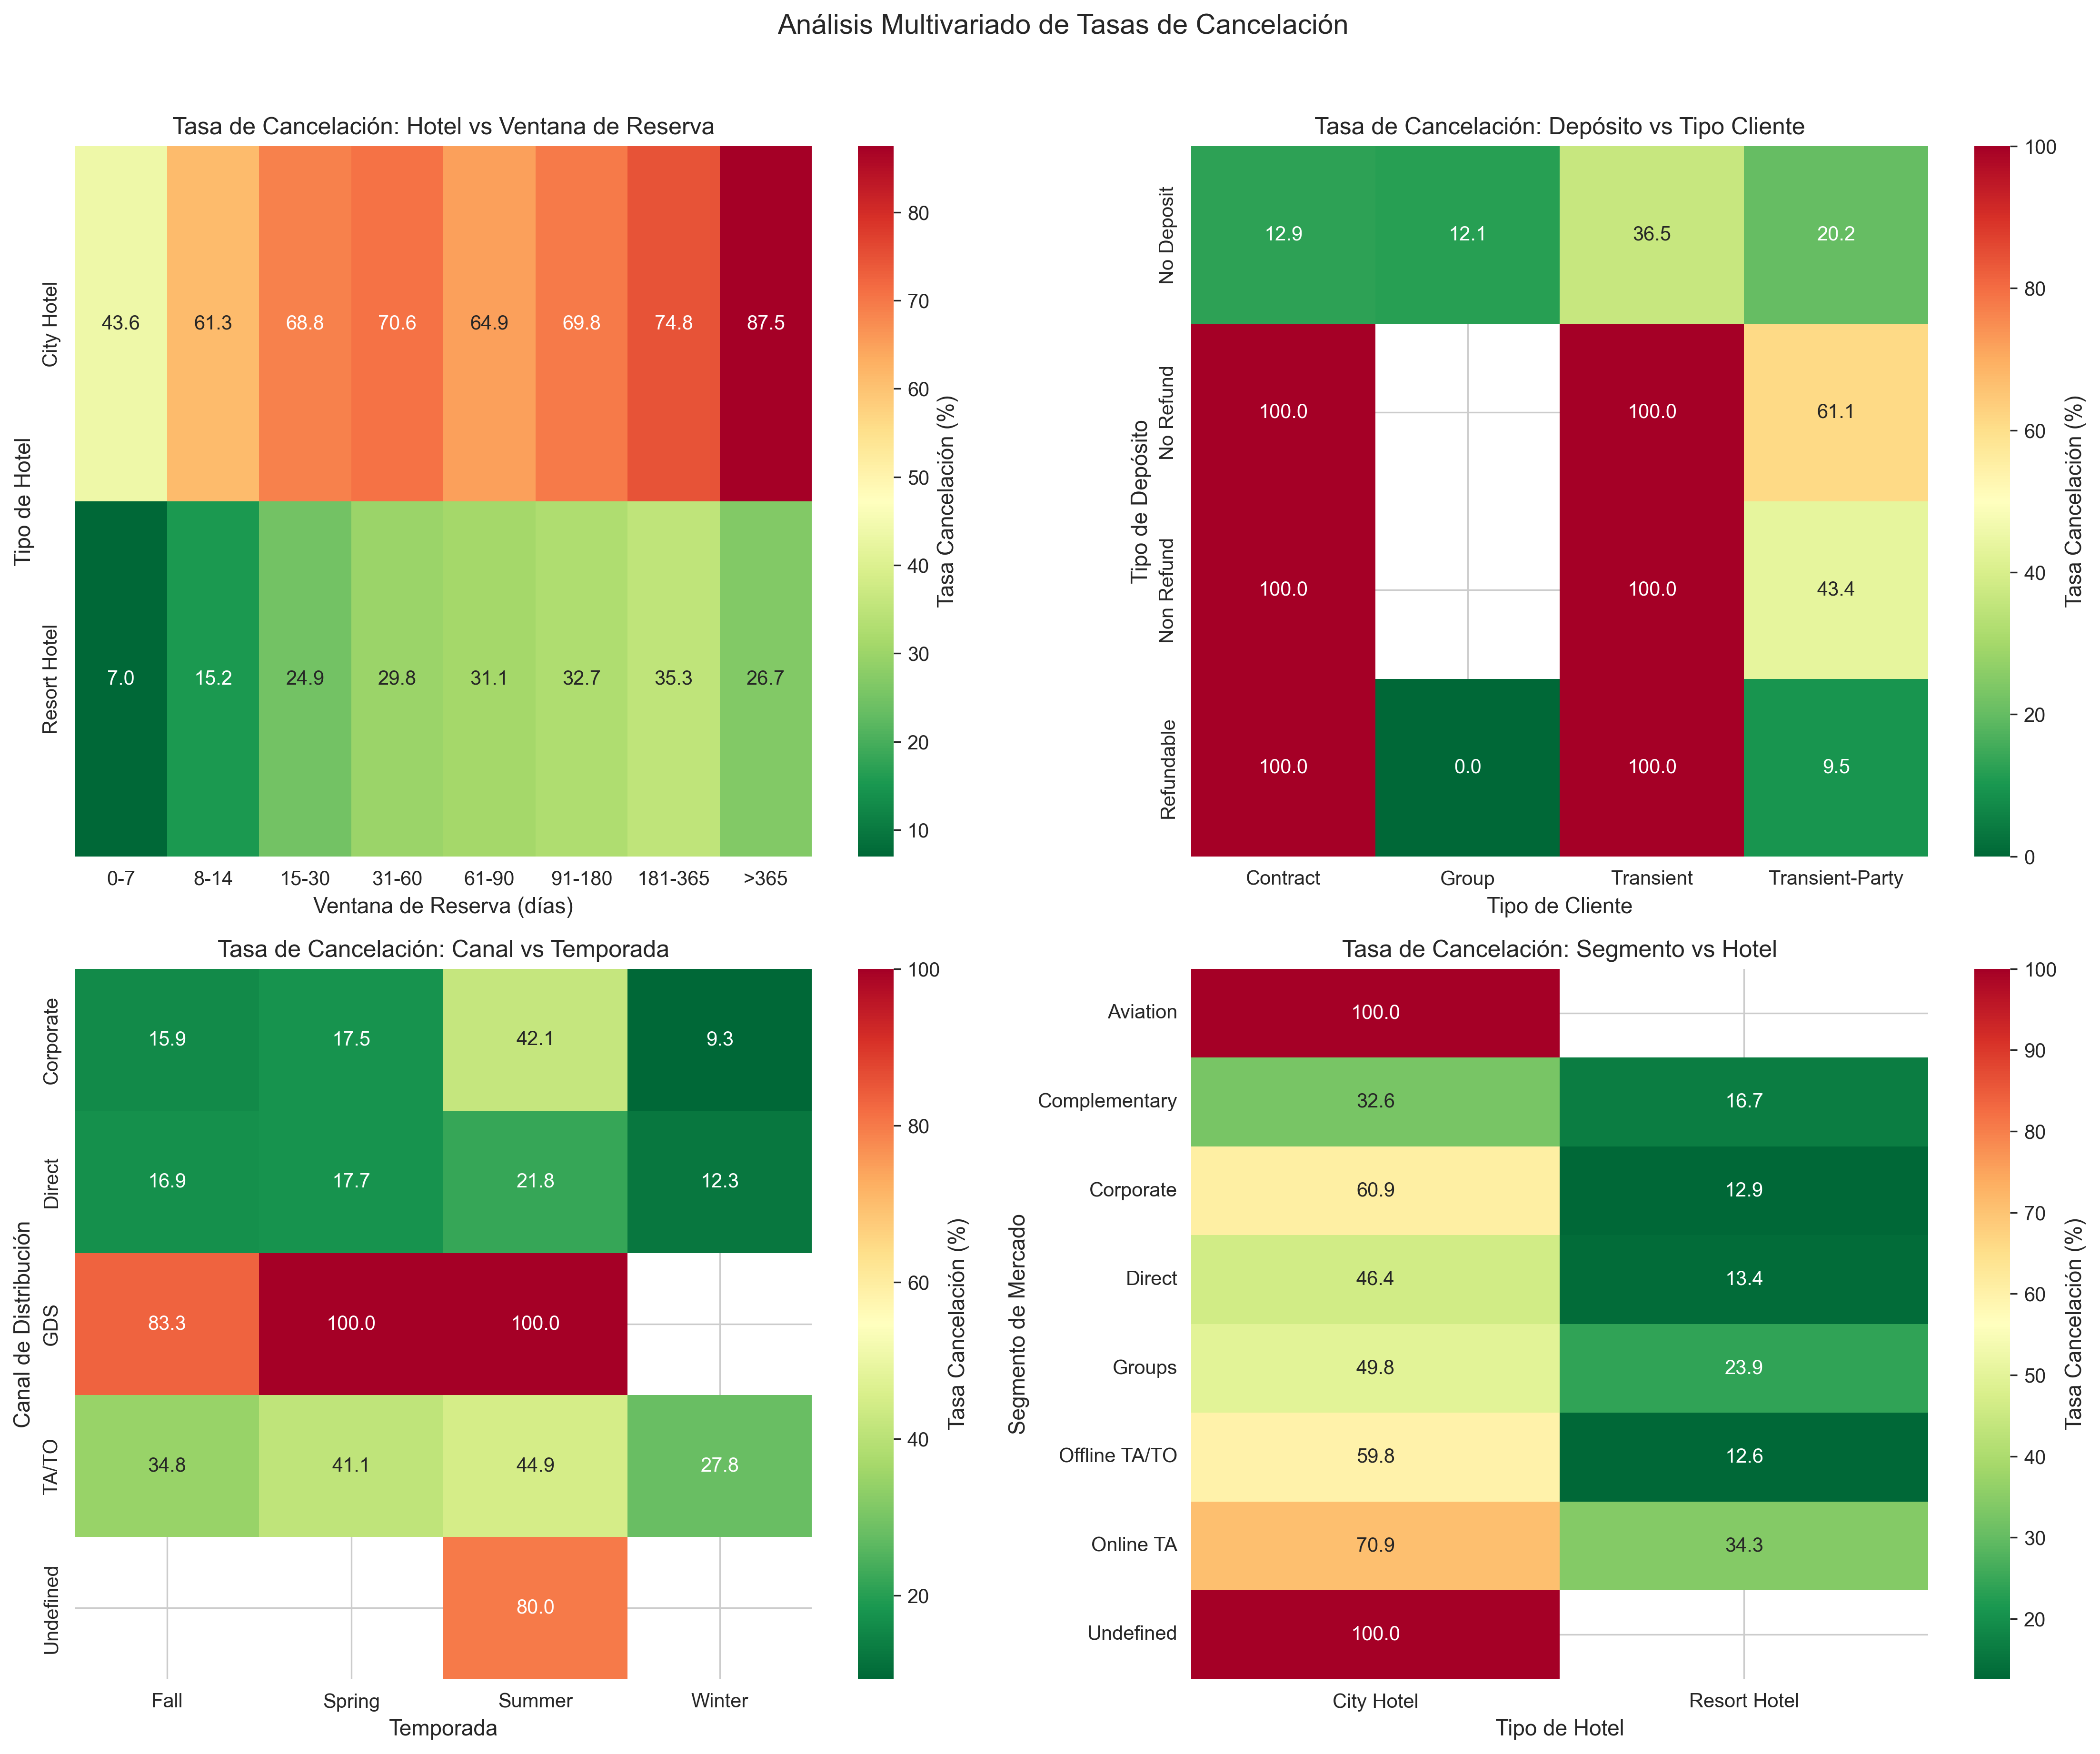 Análisis Multivariado de Tasas de Cancelación
Tasa de Cancelación: Hotel vs Ventana de Reserva
Tipo de Hotel
City Hotel
43.6 61.3 68.8 70.6 64.9 69.8 74.8 87.5
Resort Hotel
7.0 15.2 24.9 29.8 31.1 32.7 35.3 26.7
0-7 8-14 15-30 31-60 61-90 91-180 181-365 >365
Ventana de Reserva (días)
80
70
60
50
40
30
20
10
Tasa Cancelación (%)
Tasa de Cancelación: Depósito vs Tipo Cliente
Tipo de Depósito
No Deposit
12.9 12.1 36.5 20.2
No Refund
100.0 100.0 61.1
Non Refund
100.0 100.0 43.4
Refundable
100.0 0.0 100.0 9.5
Contract Group Transient Transient-Party
Tipo de Cliente
100
80
60
40
20
0
Tasa Cancelación (%)
Tasa de Cancelación: Canal vs Temporada
Canal de Distribución
Corporate
15.9 17.5 42.1 9.3
Direct
16.9 17.7 21.8 12.3
GDS
83.3 100.0 100.0
TA/TO
34.8 41.1 44.9 27.8
Undefined
80.0
Fall Spring Summer Winter
Temporada
100
80
60
40
20
Tasa Cancelación (%)
Tasa de Cancelación: Segmento vs Hotel
Segmento de Mercado
Aviation 100.0
Complementary 32.6 16.7
Corporate 60.9 12.9
Direct 46.4 13.4
Groups 49.8 23.9
Offline TA/TO 59.8 12.6
Online TA 70.9 34.3
Undefined 100.0
City Hotel Resort Hotel
Tipo de Hotel
100
90
80
70
60
50
40
30
20
Tasa Cancelación (%)